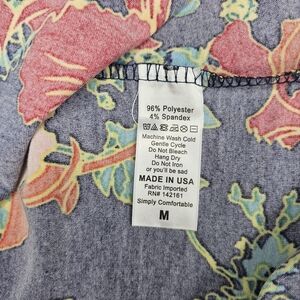 96% Polyester
4% Spandex
Machine Wash Cold
Gentle Cycle
Do Not Bleach
Hang Dry
Do Not Iron
or you'll be sad
MADE IN USA
Fabric Imported
RN# 142161
Simply Comfortable
M